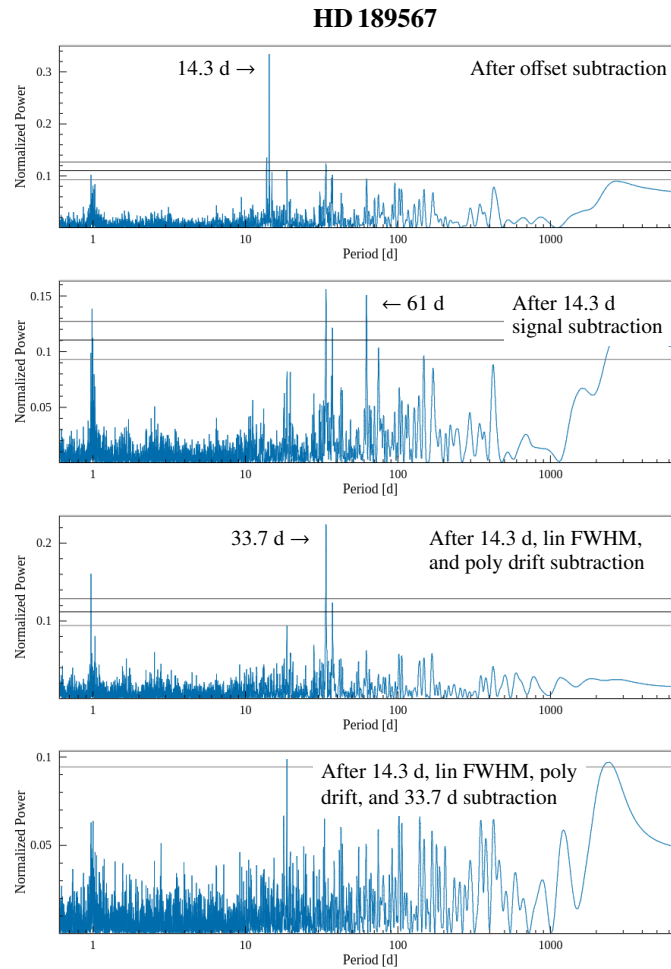 HD 189567
14.3 d →
After offset subtraction
0.3
0.2
0.1
Normalized Power
1
10
100
1000
Period [d]
← 61 d
After 14.3 d
signal subtraction
0.15
0.1
0.05
Normalized Power
1
10
100
1000
Period [d]
33.7 d →
After 14.3 d, lin FWHM,
and poly drift subtraction
0.2
0.1
Normalized Power
1
10
100
1000
Period [d]
After 14.3 d, lin FWHM, poly
drift, and 33.7 d subtraction
0.1
0.05
Normalized Power
1
10
100
1000
Period [d]